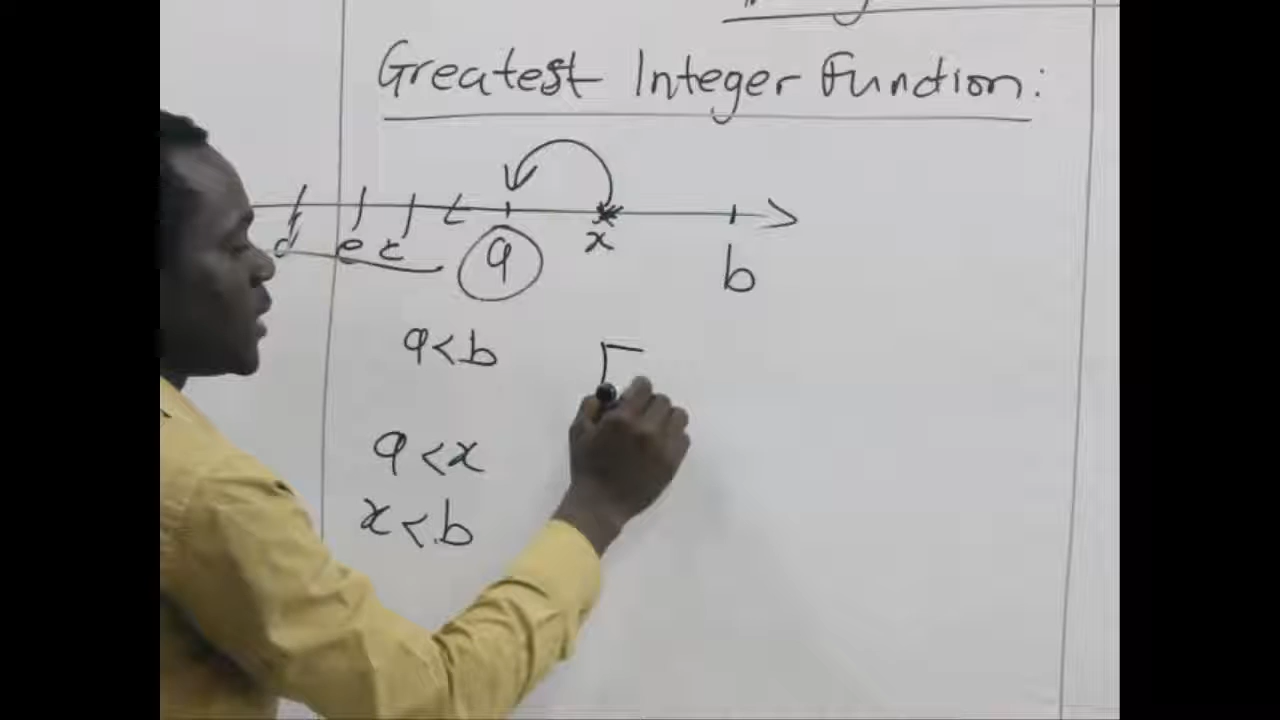 Greatest Integer Function:
d e c a x b
a < b
a < x
x < b